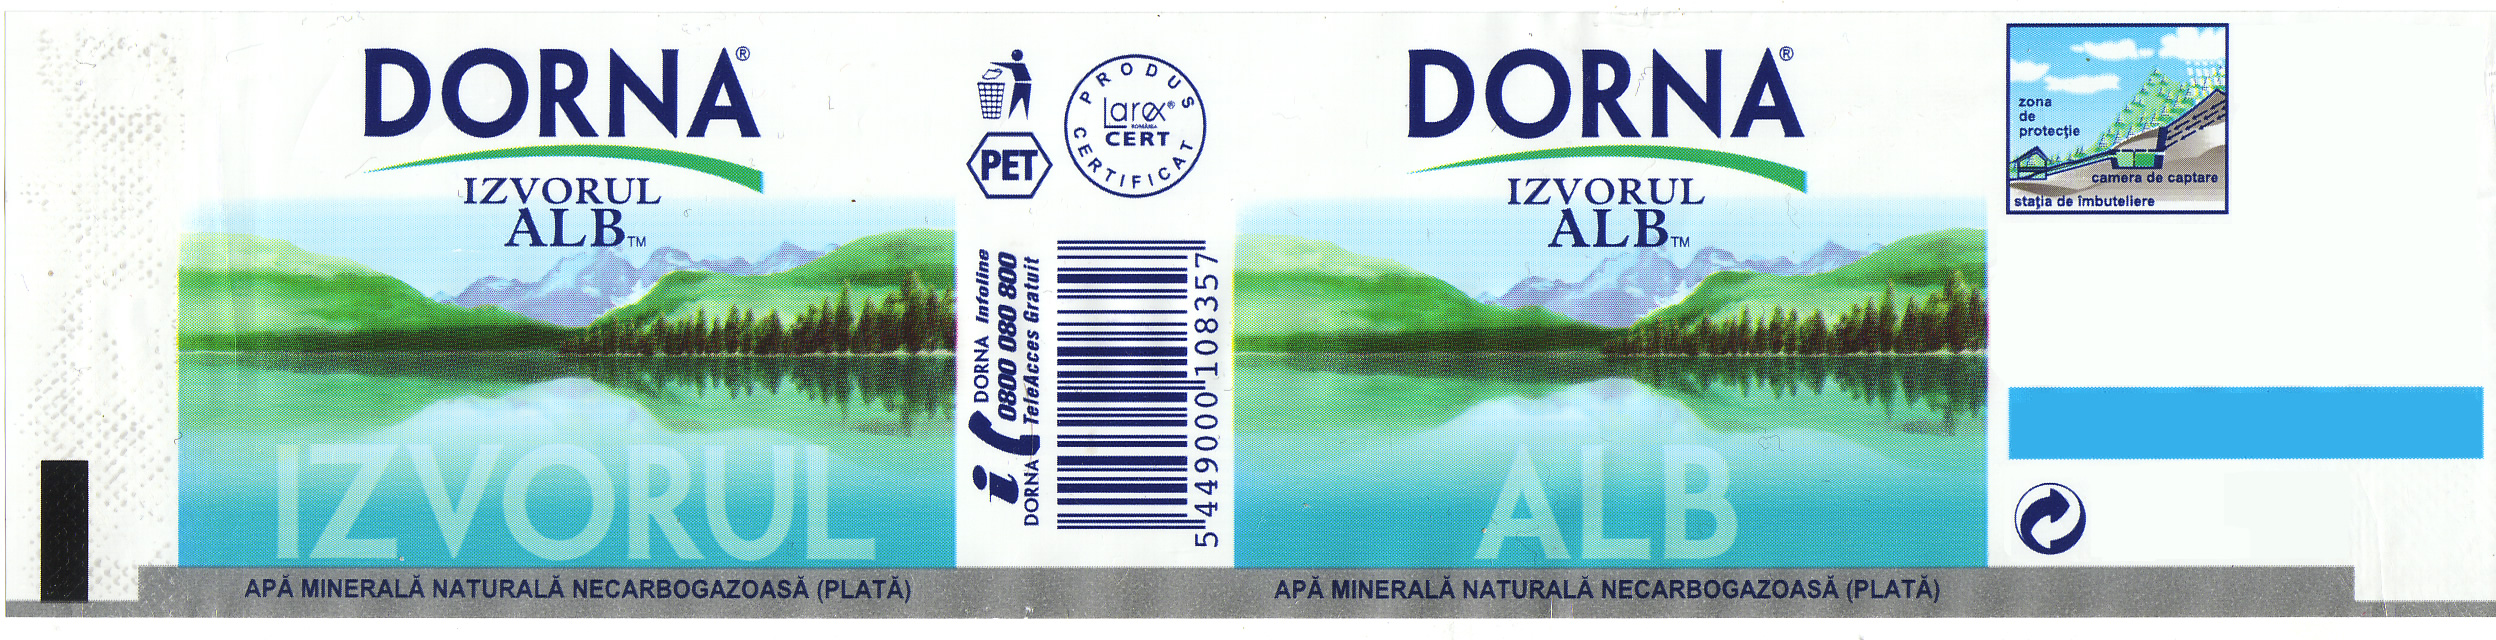 DORNA®
IZVORUL
ALB™
IZVORUL
APĂ MINERALĂ NATURALĂ NECARBOGAZOASĂ (PLATĂ)
PET
PRODUS CERTIFICAT
Larex®
ROMÂNIA
CERT
i DORNA Infoline
0800 080 800
DORNA TeleAcces Gratuit
5449000108357
DORNA®
IZVORUL
ALB™
ALB
APĂ MINERALĂ NATURALĂ NECARBOGAZOASĂ (PLATĂ)
zona
de
protecţie
camera de captare
staţia de îmbuteliere